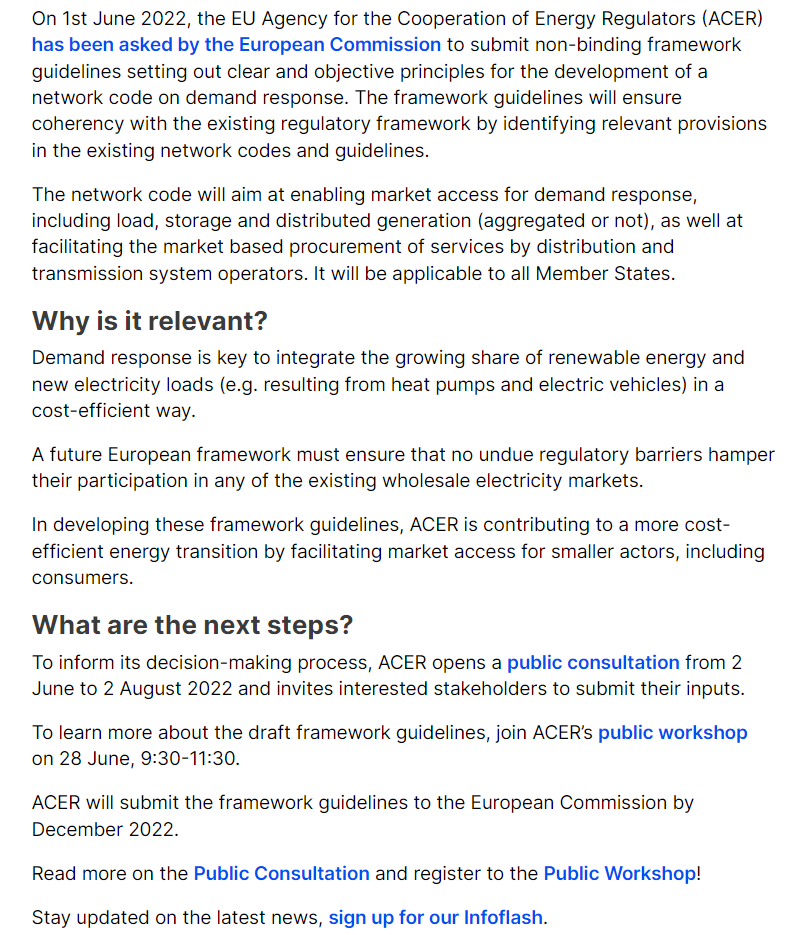 On 1st June 2022, the EU Agency for the Cooperation of Energy Regulators (ACER)
has been asked by the European Commission to submit non-binding framework
guidelines setting out clear and objective principles for the development of a
network code on demand response. The framework guidelines will ensure
coherency with the existing regulatory framework by identifying relevant provisions
in the existing network codes and guidelines.
The network code will aim at enabling market access for demand response,
including load, storage and distributed generation (aggregated or not), as well at
facilitating the market based procurement of services by distribution and
transmission system operators. It will be applicable to all Member States.
Why is it relevant?
Demand response is key to integrate the growing share of renewable energy and
new electricity loads (e.g. resulting from heat pumps and electric vehicles) in a
cost-efficient way.
A future European framework must ensure that no undue regulatory barriers hamper
their participation in any of the existing wholesale electricity markets.
In developing these framework guidelines, ACER is contributing to a more cost-
efficient energy transition by facilitating market access for smaller actors, including
consumers.
What are the next steps?
To inform its decision-making process, ACER opens a public consultation from 2
June to 2 August 2022 and invites interested stakeholders to submit their inputs.
To learn more about the draft framework guidelines, join ACER’s public workshop
on 28 June, 9:30-11:30.
ACER will submit the framework guidelines to the European Commission by
December 2022.
Read more on the Public Consultation and register to the Public Workshop!
Stay updated on the latest news, sign up for our Infoflash.